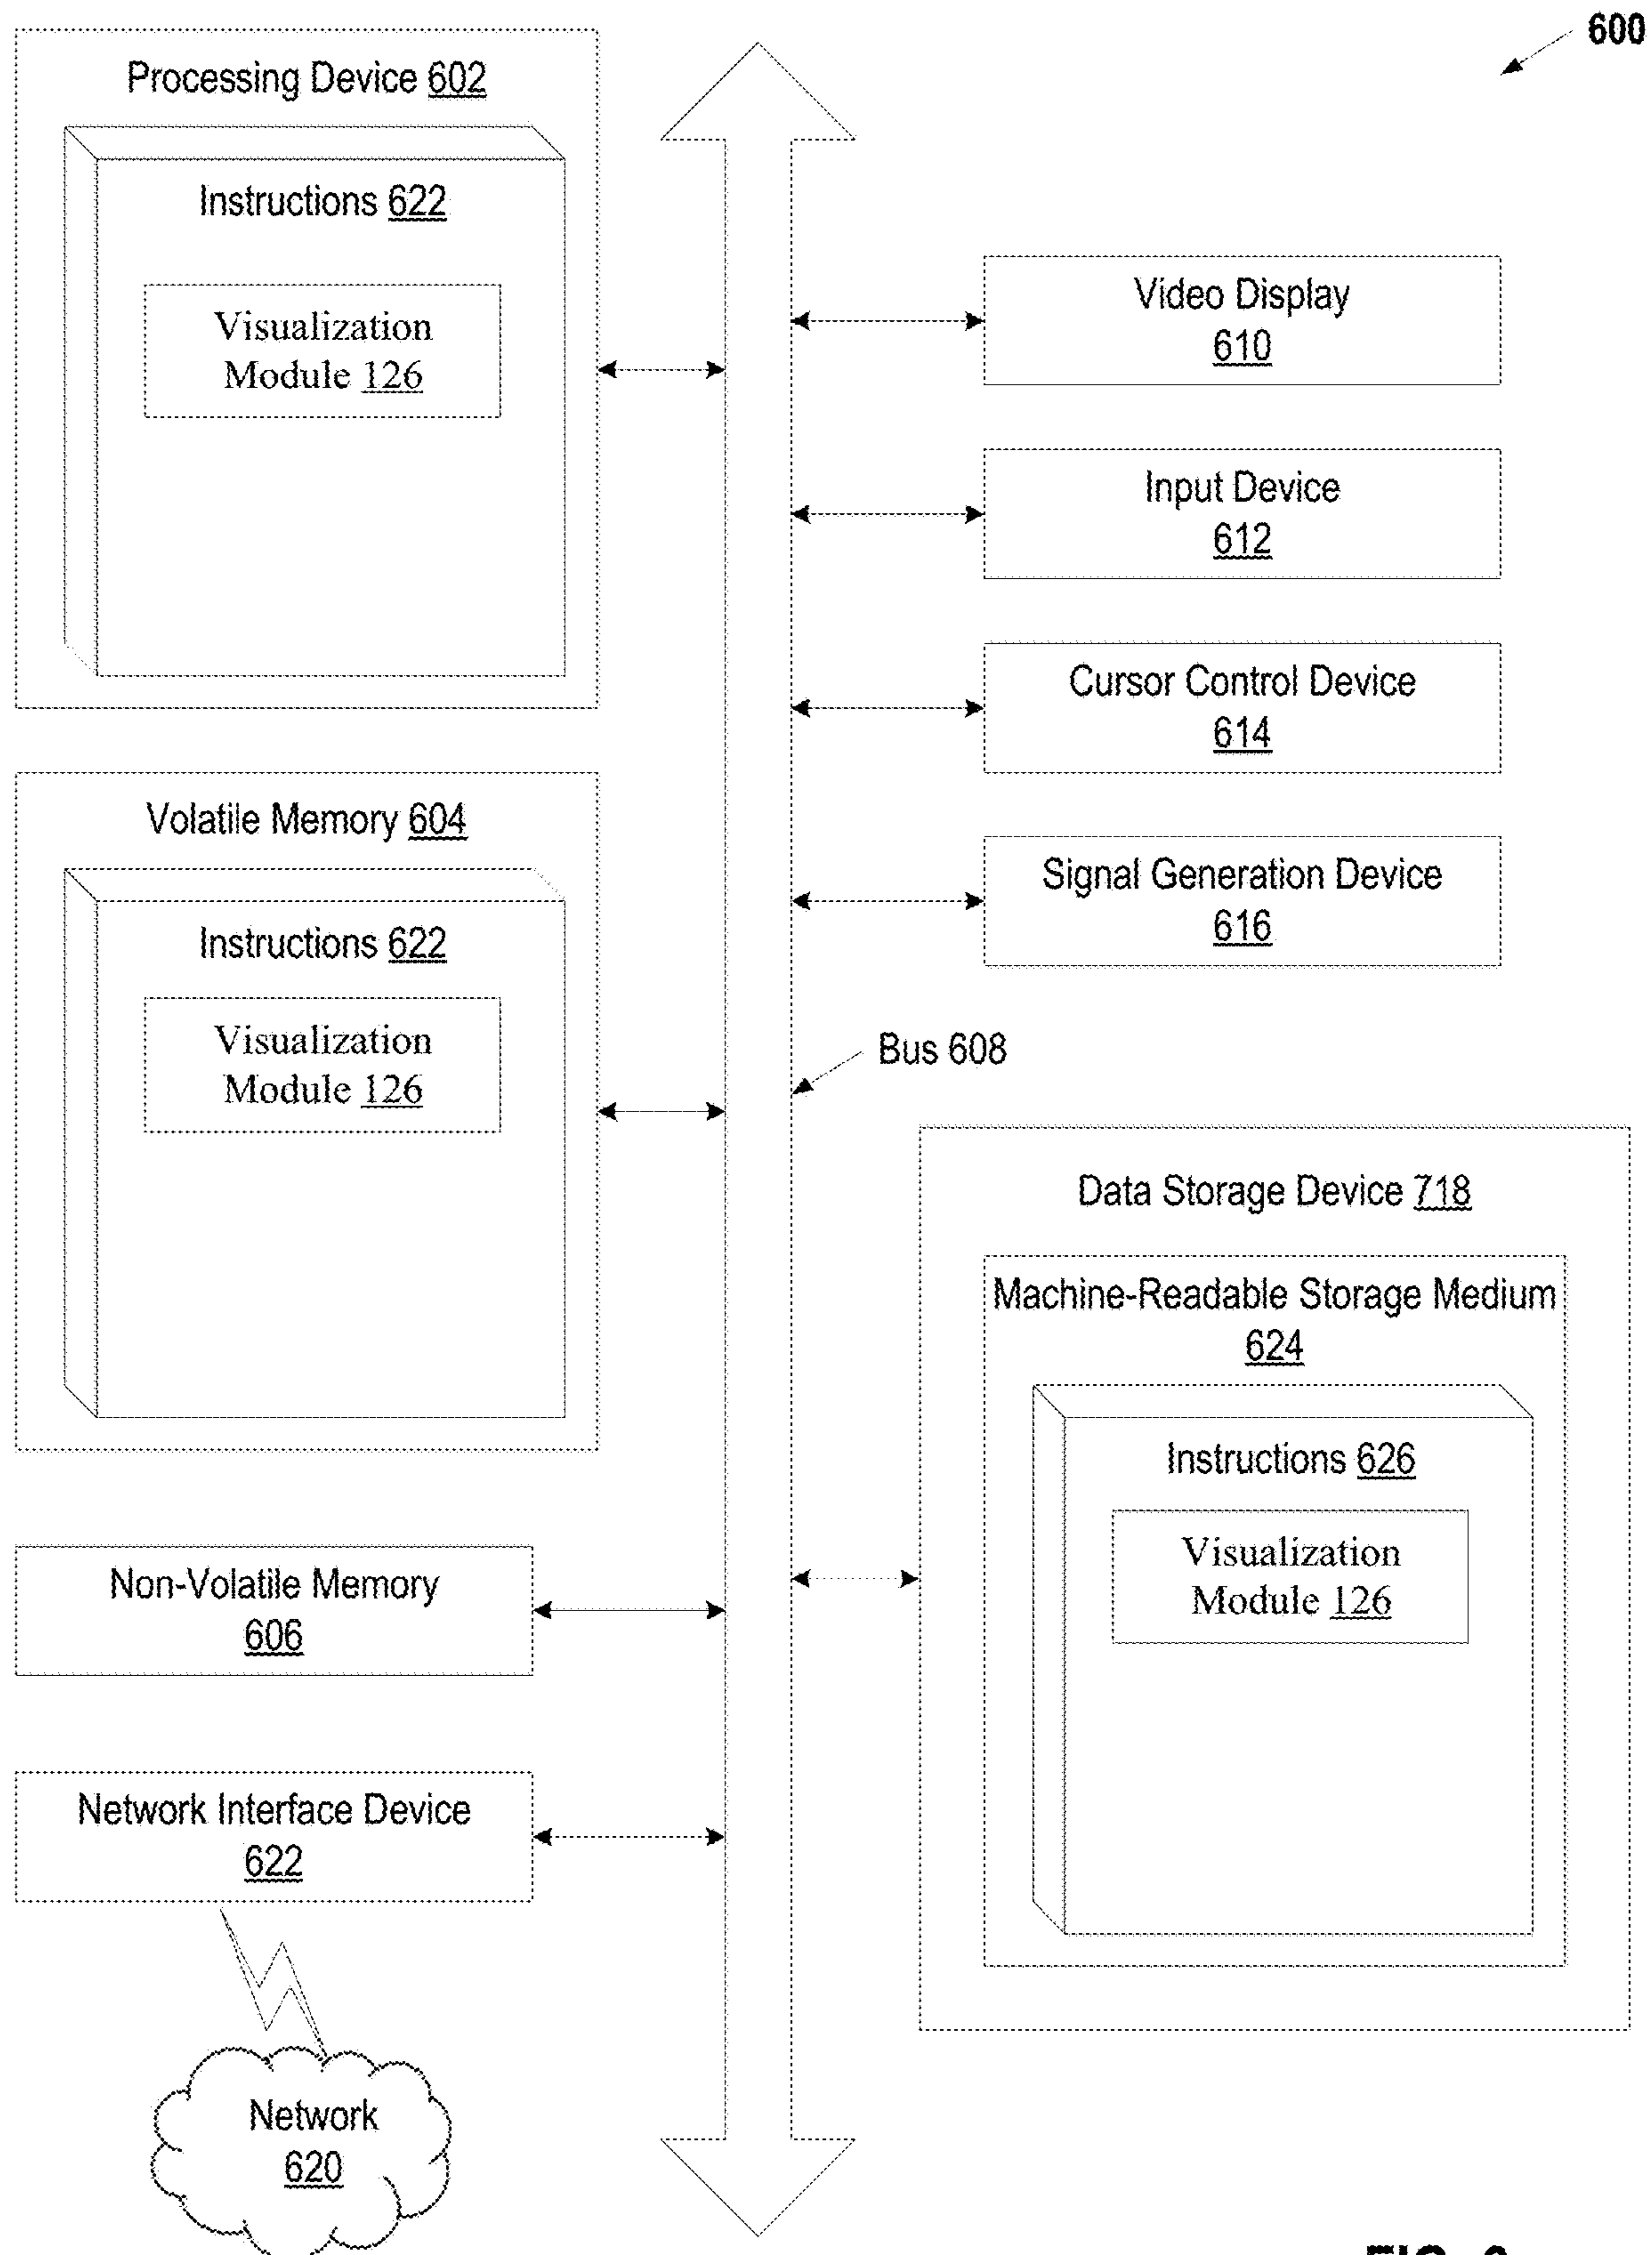 600
Processing Device 602
Instructions 622
Visualization
Module 126
Video Display
610
Input Device
612
Cursor Control Device
614
Signal Generation Device
616
Volatile Memory 604
Instructions 622
Visualization
Module 126
Bus 608
Data Storage Device 718
Machine-Readable Storage Medium
624
Instructions 626
Visualization
Module 126
Non-Volatile Memory
606
Network Interface Device
622
Network
620